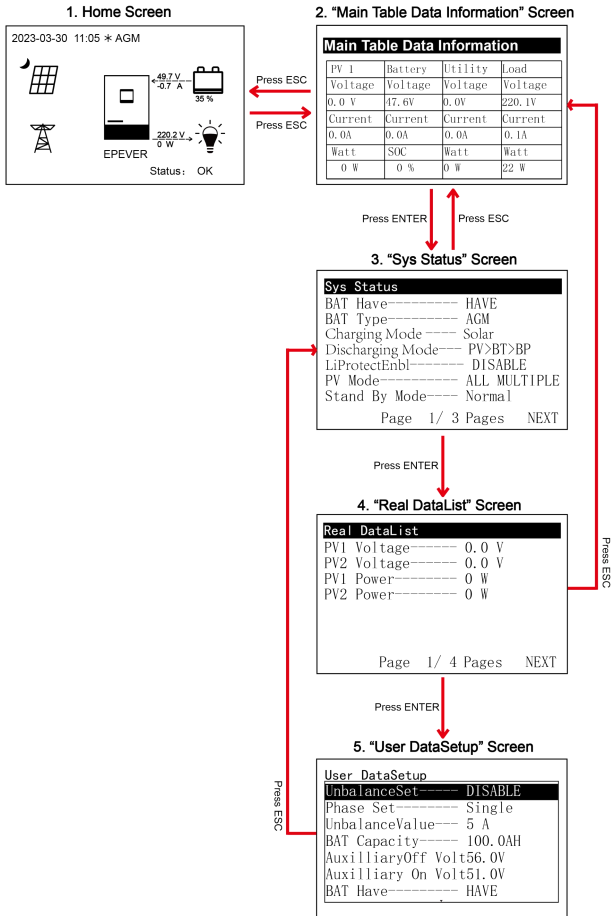 1. Home Screen
2023-03-30 11:05 ＊ AGM
49.7 V
-0.7 A
35 %
220.2 V
0 W
EPEVER
Status： OK
Press ESC
Press ESC
2. “Main Table Data Information” Screen
Main Table Data Information
PV 1 Battery Utility Load
Voltage Voltage Voltage Voltage
0.0 V 47.6V 0.0V 220.1V
Current Current Current Current
0.0A 0.0A 0.0A 0.1A
Watt SOC Watt Watt
0 W 0 % 0 W 22 W
Press ENTER Press ESC
3. “Sys Status” Screen
Sys Status
BAT Have--------- HAVE
BAT Type--------- AGM
Charging Mode ---- Solar
Discharging Mode--- PV>BT>BP
LiProtectEnbl------- DISABLE
PV Mode---------- ALL MULTIPLE
Stand By Mode---- Normal
Page 1/ 3 Pages NEXT
Press ENTER
4. “Real DataList” Screen
Real DataList
PV1 Voltage------ 0.0 V
PV2 Voltage------ 0.0 V
PV1 Power-------- 0 W
PV2 Power-------- 0 W
Page 1/ 4 Pages NEXT
Press ESC
Press ENTER
5. “User DataSetup” Screen
User DataSetup
UnbalanceSet----- DISABLE
Phase Set-------- Single
UnbalanceValue--- 5 A
BAT Capacity----- 100.0AH
AuxilliaryOff Volt56.0V
Auxilliary On Volt51.0V
BAT Have--------- HAVE
Press ESC